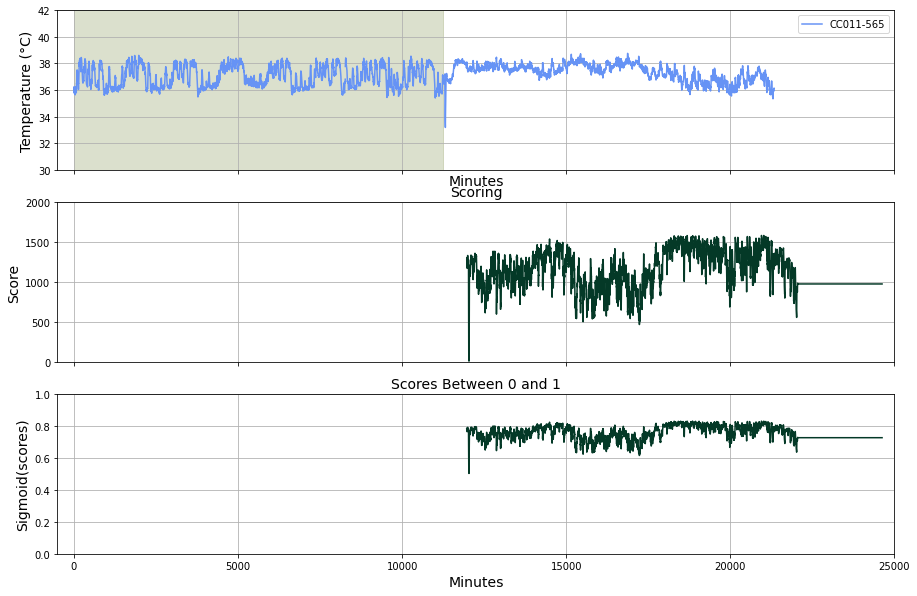 42
40
38
36
34
32
30
Temperature (°C)
CC011-565
Minutes
Scoring
2000
1500
1000
500
0
Score
Scores Between 0 and 1
1.0
0.8
0.6
0.4
0.2
0.0
Sigmoid(scores)
0 5000 10000 15000 20000 25000
Minutes